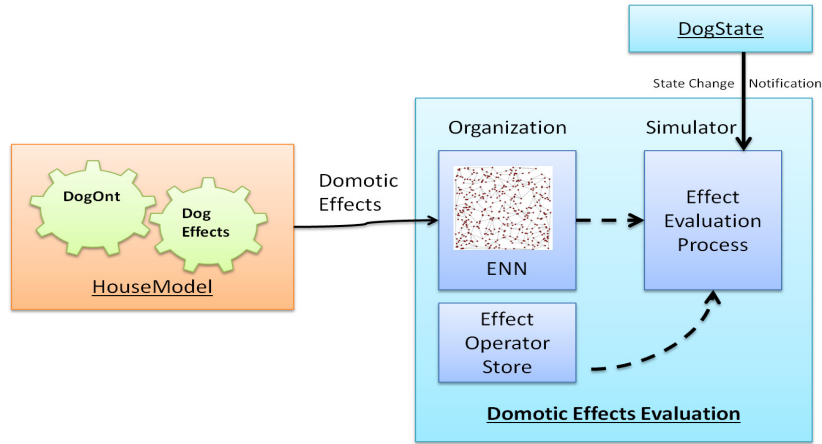 DogState
State Change Notification
Organization
Simulator
DogOnt
Dog
Effects
HouseModel
Domotic
Effects
ENN
Effect
Evaluation
Process
Effect
Operator
Store
Domotic Effects Evaluation